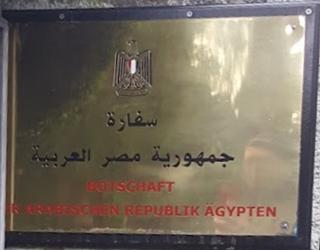 سفارة
جمهورية مصر العربية
BOTSCHAFT
R ARABISCHEN REPUBLIK ÄGYPTEN